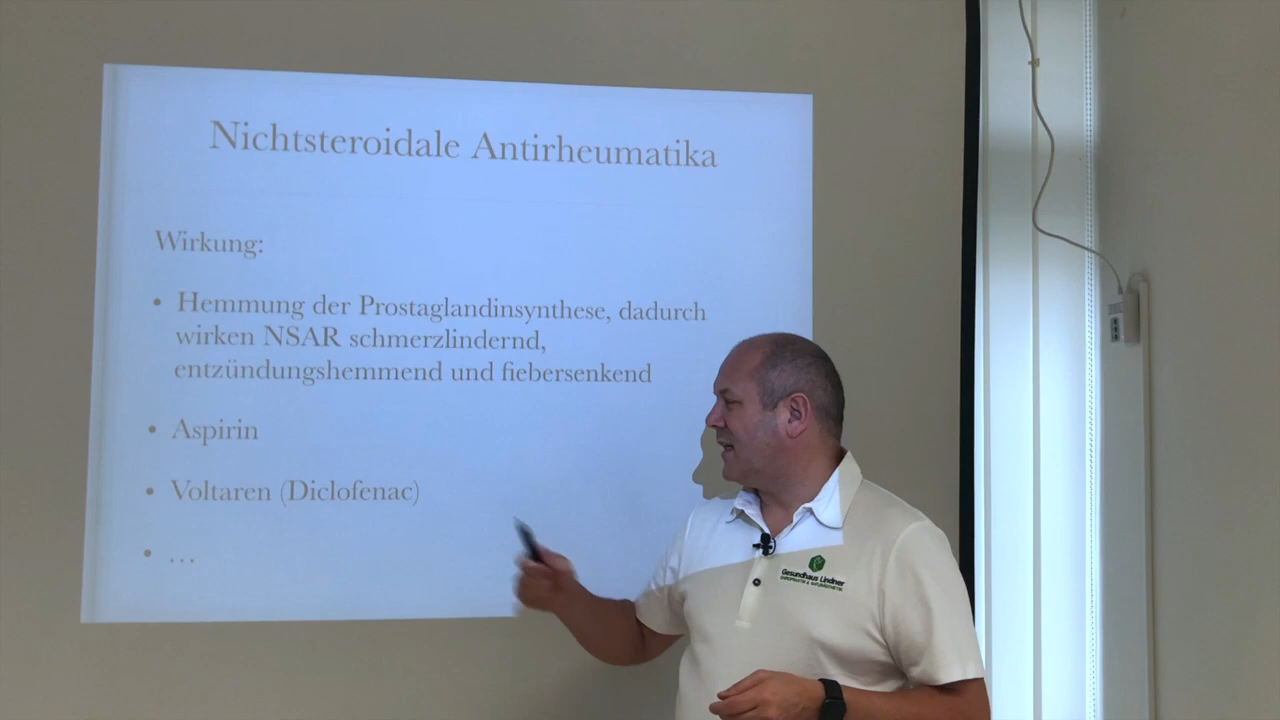 Nichtsteroidale Antirheumatika
Wirkung:
• Hemmung der Prostaglandinsynthese, dadurch
wirken NSAR schmerzlindernd,
entzündungshemmend und fiebersenkend
• Aspirin
• Voltaren (Diclofenac)
• ...
Gesundhaus Lindner